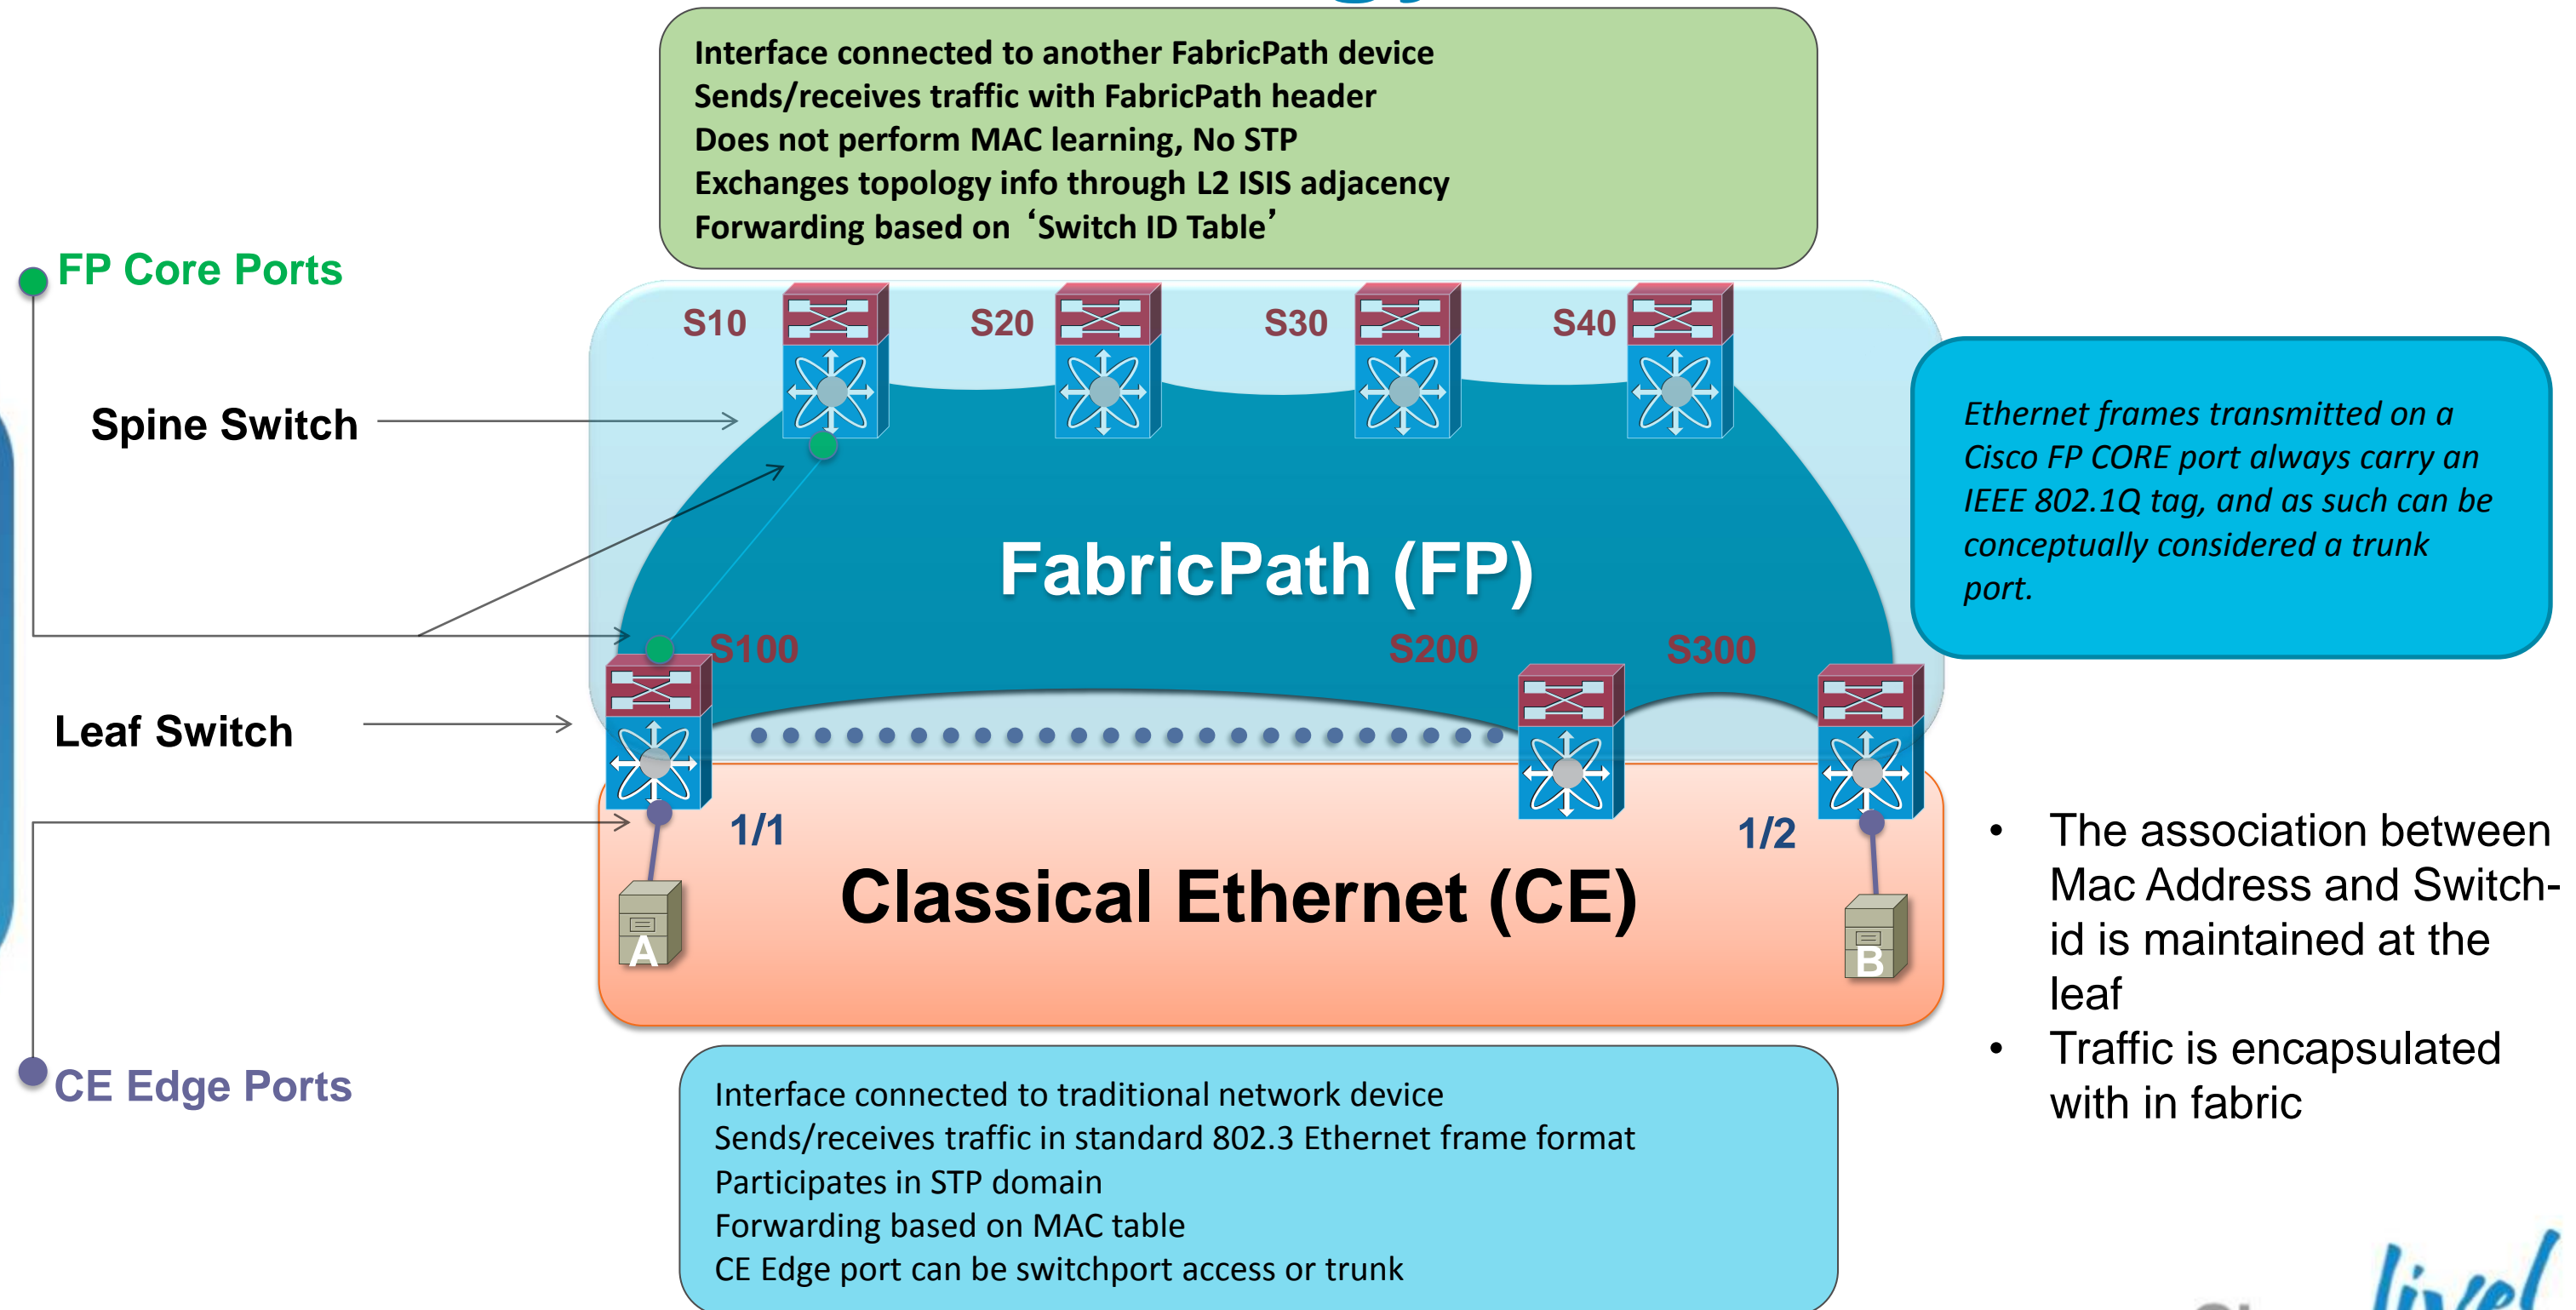 Interface connected to another FabricPath device
Sends/receives traffic with FabricPath header
Does not perform MAC learning, No STP
Exchanges topology info through L2 ISIS adjacency
Forwarding based on ‘Switch ID Table’
FP Core Ports
S10
S20
S30
S40
Spine Switch
Ethernet frames transmitted on a
Cisco FP CORE port always carry an
IEEE 802.1Q tag, and as such can be
conceptually considered a trunk
port.
FabricPath (FP)
S100
S200
S300
Leaf Switch
1/1
1/2
Classical Ethernet (CE)
A
B
• The association between
Mac Address and Switch-
id is maintained at the
leaf
• Traffic is encapsulated
with in fabric
CE Edge Ports
Interface connected to traditional network device
Sends/receives traffic in standard 802.3 Ethernet frame format
Participates in STP domain
Forwarding based on MAC table
CE Edge port can be switchport access or trunk
live!